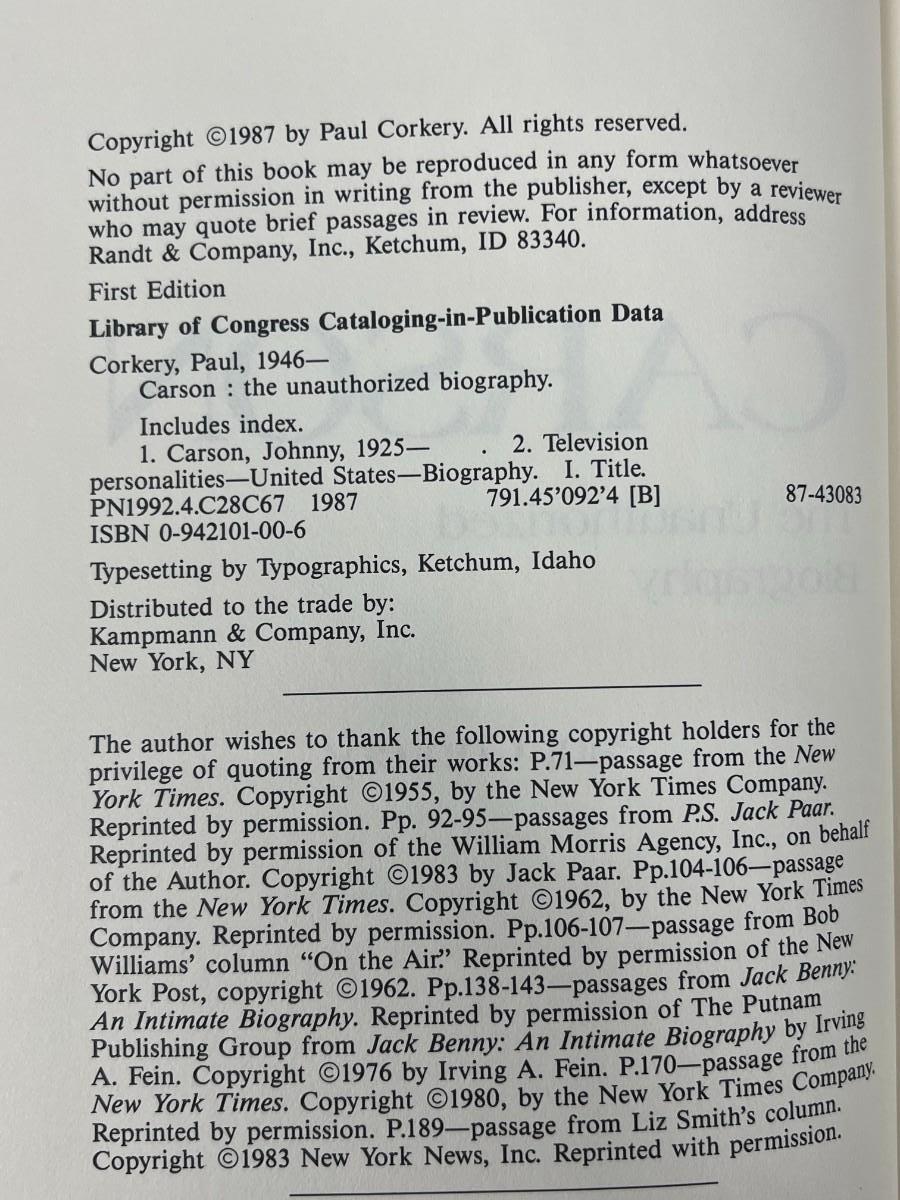 Copyright ©1987 by Paul Corkery. All rights reserved.
No part of this book may be reproduced in any form whatsoever
without permission in writing from the publisher, except by a reviewer
who may quote brief passages in review. For information, address
Randt & Company, Inc., Ketchum, ID 83340.
First Edition
Library of Congress Cataloging-in-Publication Data
Corkery, Paul, 1946—
Carson : the unauthorized biography.
Includes index.
1. Carson, Johnny, 1925— . 2. Television
personalities—United States—Biography. I. Title.
PN1992.4.C28C67 1987 791.45'092'4 [B] 87-43083
ISBN 0-942101-00-6
Typesetting by Typographics, Ketchum, Idaho
Distributed to the trade by:
Kampmann & Company, Inc.
New York, NY
The author wishes to thank the following copyright holders for the
privilege of quoting from their works: P.71—passage from the New
York Times. Copyright ©1955, by the New York Times Company.
Reprinted by permission. Pp. 92-95—passages from P.S. Jack Paar.
Reprinted by permission of the William Morris Agency, Inc., on behalf
of the Author. Copyright ©1983 by Jack Paar. Pp.104-106—passage
from the New York Times. Copyright ©1962, by the New York Times
Company. Reprinted by permission. Pp.106-107—passage from Bob
Williams' column “On the Air.” Reprinted by permission of the New
York Post, copyright ©1962. Pp.138-143—passages from Jack Benny:
An Intimate Biography. Reprinted by permission of The Putnam
Publishing Group from Jack Benny: An Intimate Biography by Irving
A. Fein. Copyright ©1976 by Irving A. Fein. P.170—passage from the
New York Times. Copyright ©1980, by the New York Times Company.
Reprinted by permission. P.189—passage from Liz Smith's column.
Copyright ©1983 New York News, Inc. Reprinted with permission.
CARSON
The Unauthorized
Biography